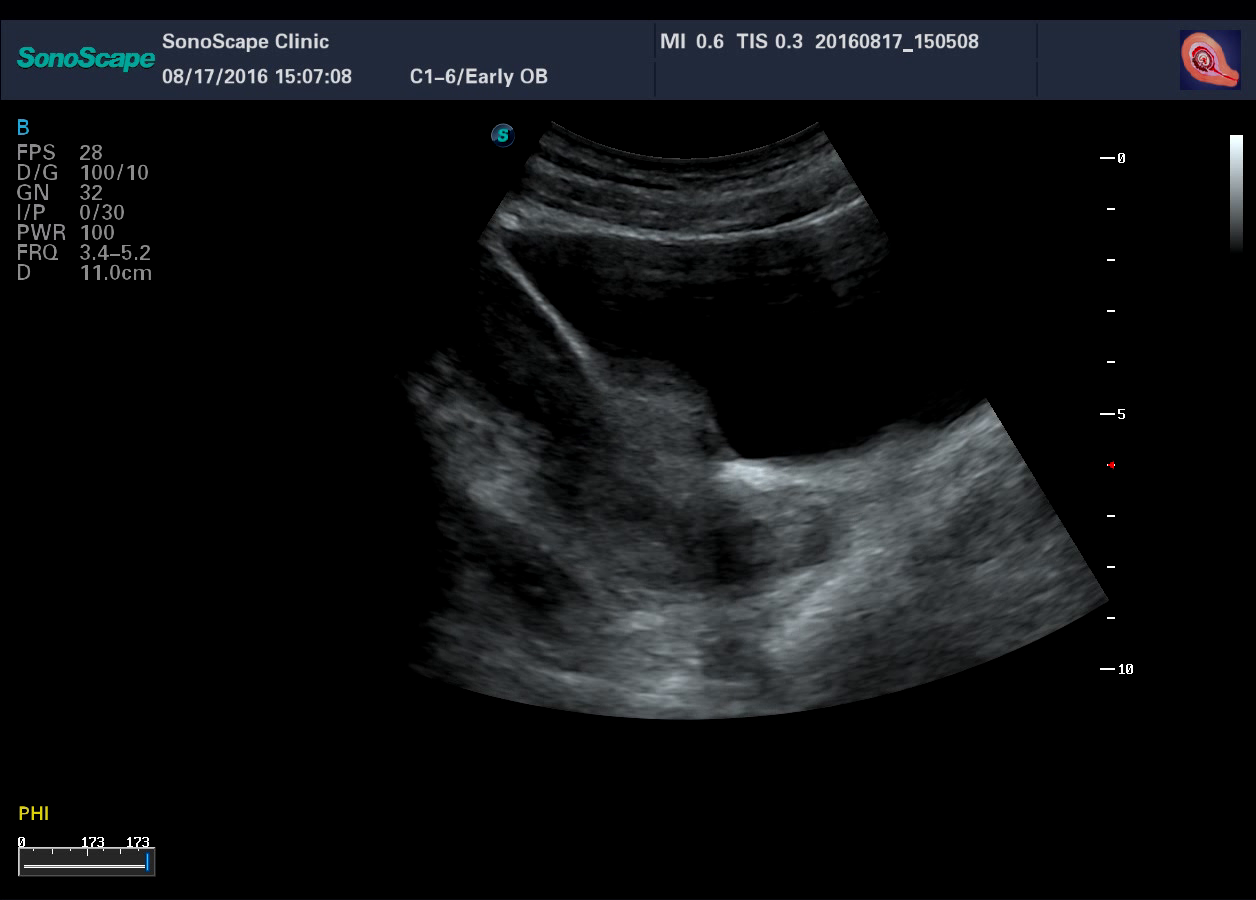 SonoScape
SonoScape Clinic
MI 0.6 TIS 0.3 20160817_150508
08/17/2016 15:07:08 C1-6/Early OB
B
S
0
FPS 28
D/G 100/10
GN 32
I/P 0/30
PWR 100
FRQ 3.4-5.2
D 11.0cm
5
10
PHI
0 173 173